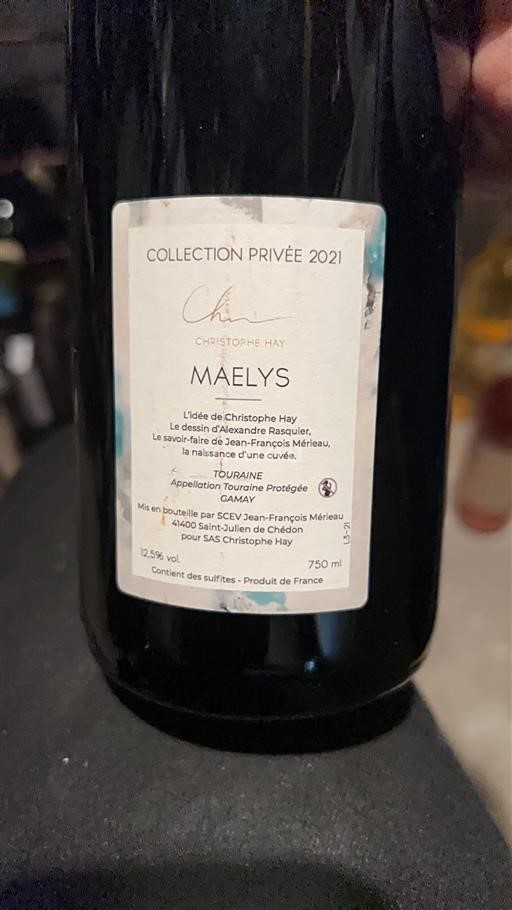 COLLECTION PRIVÉE 2021
CHRISTOPHE HAY
MAELYS
L'idée de Christophe Hay
Le dessin d'Alexandre Rasquier,
Le savoir-faire de Jean-François Mérieau,
la naissance d'une cuvée.
TOURAINE
Appellation Touraine Protégée
GAMAY
Mis en bouteille par SCEV Jean-François Mérieau
41400 Saint-Julien de Chédon
pour SAS Christophe Hay
L3-21
12,5% vol.
750 ml
Contient des sulfites - Produit de France